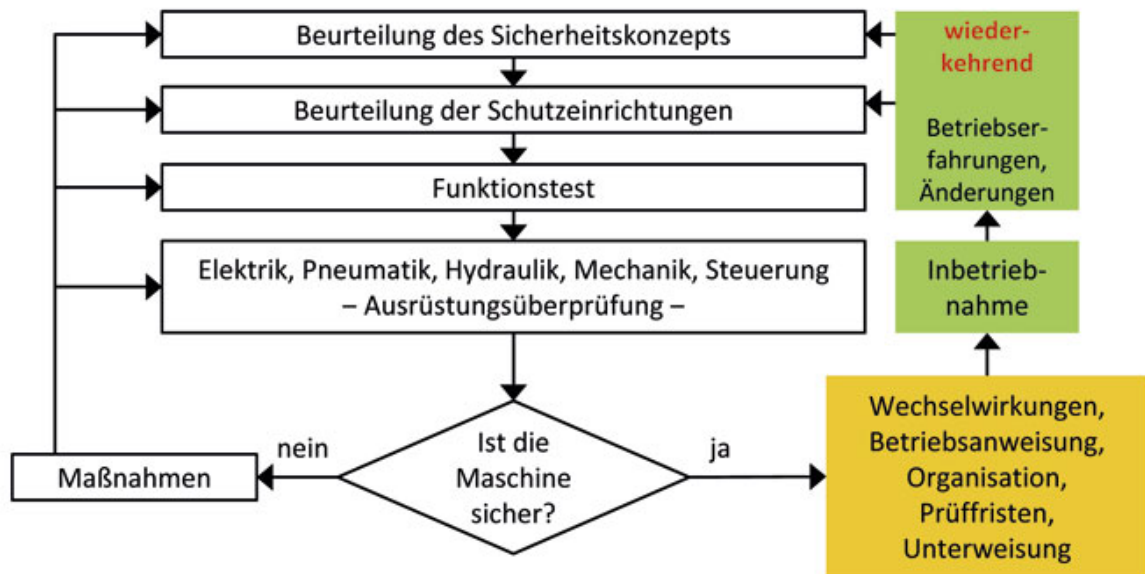 Beurteilung des Sicherheitskonzepts
Beurteilung der Schutzeinrichtungen
Funktionstest
Elektrik, Pneumatik, Hydraulik, Mechanik, Steuerung
– Ausrüstungsüberprüfung –
Ist die
Maschine
sicher?
nein
Maßnahmen
ja
Wechselwirkungen,
Betriebsanweisung,
Organisation,
Prüffristen,
Unterweisung
Inbetrieb-
nahme
wieder-
kehrend
Betriebser-
fahrungen,
Änderungen